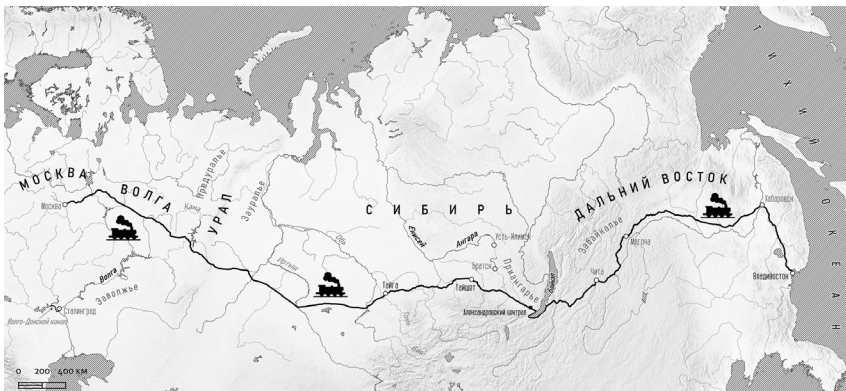 ТИХИЙ
ОКЕАН
МОСКВА
ВОЛГА
Предуралье
УРАЛ
Зауралье
СИБИРЬ
ДАЛЬНИЙ ВОСТОК
Москва
Кама
Обь
Енисей
Ангара
Усть-Илимск
Братск
Приангарье
Байкал
Забайкалье
Могоча
Хабаровск
Иртыш
Волга
Заволжье
Тайга
Тайшет
Чита
Владивосток
Александровский централ
Сталинград
Волго-Донской канал
0 200 400 км